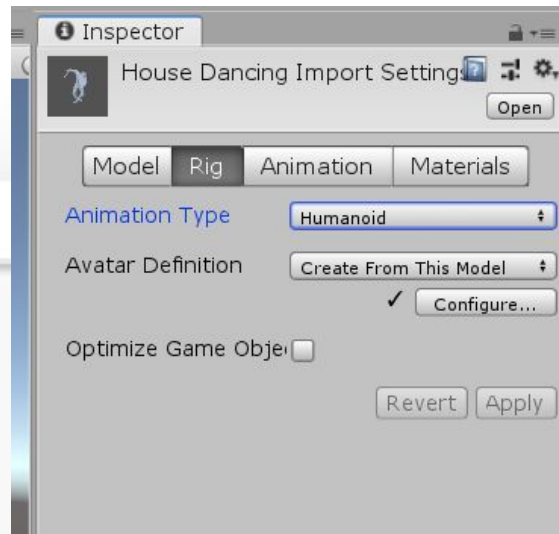 Inspector
House Dancing Import Settings
Open
Model Rig Animation Materials
Animation Type Humanoid
Avatar Definition Create From This Model
Configure...
Optimize Game Obje
Revert Apply